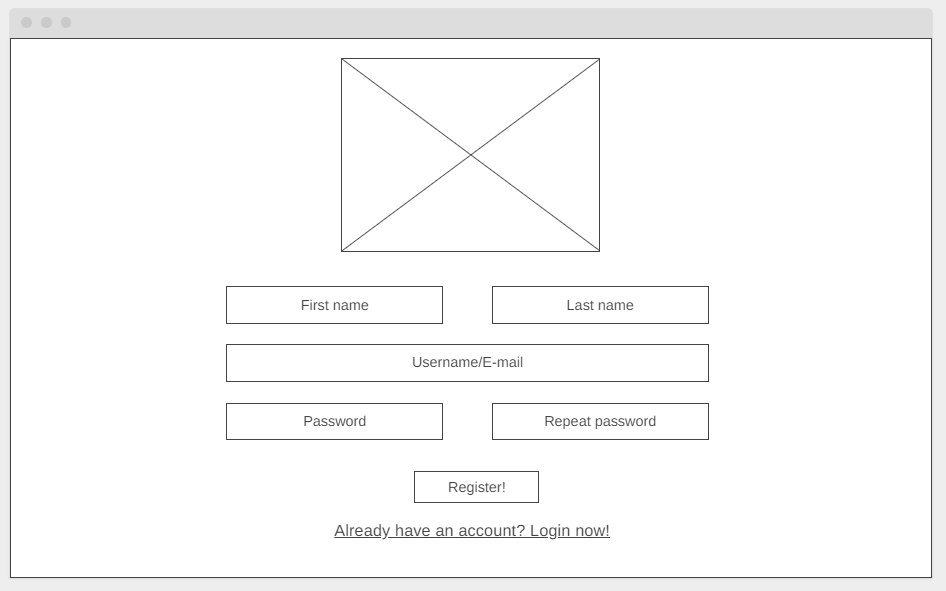 First name
Last name
Username/E-mail
Password
Repeat password
Register!
Already have an account? Login now!